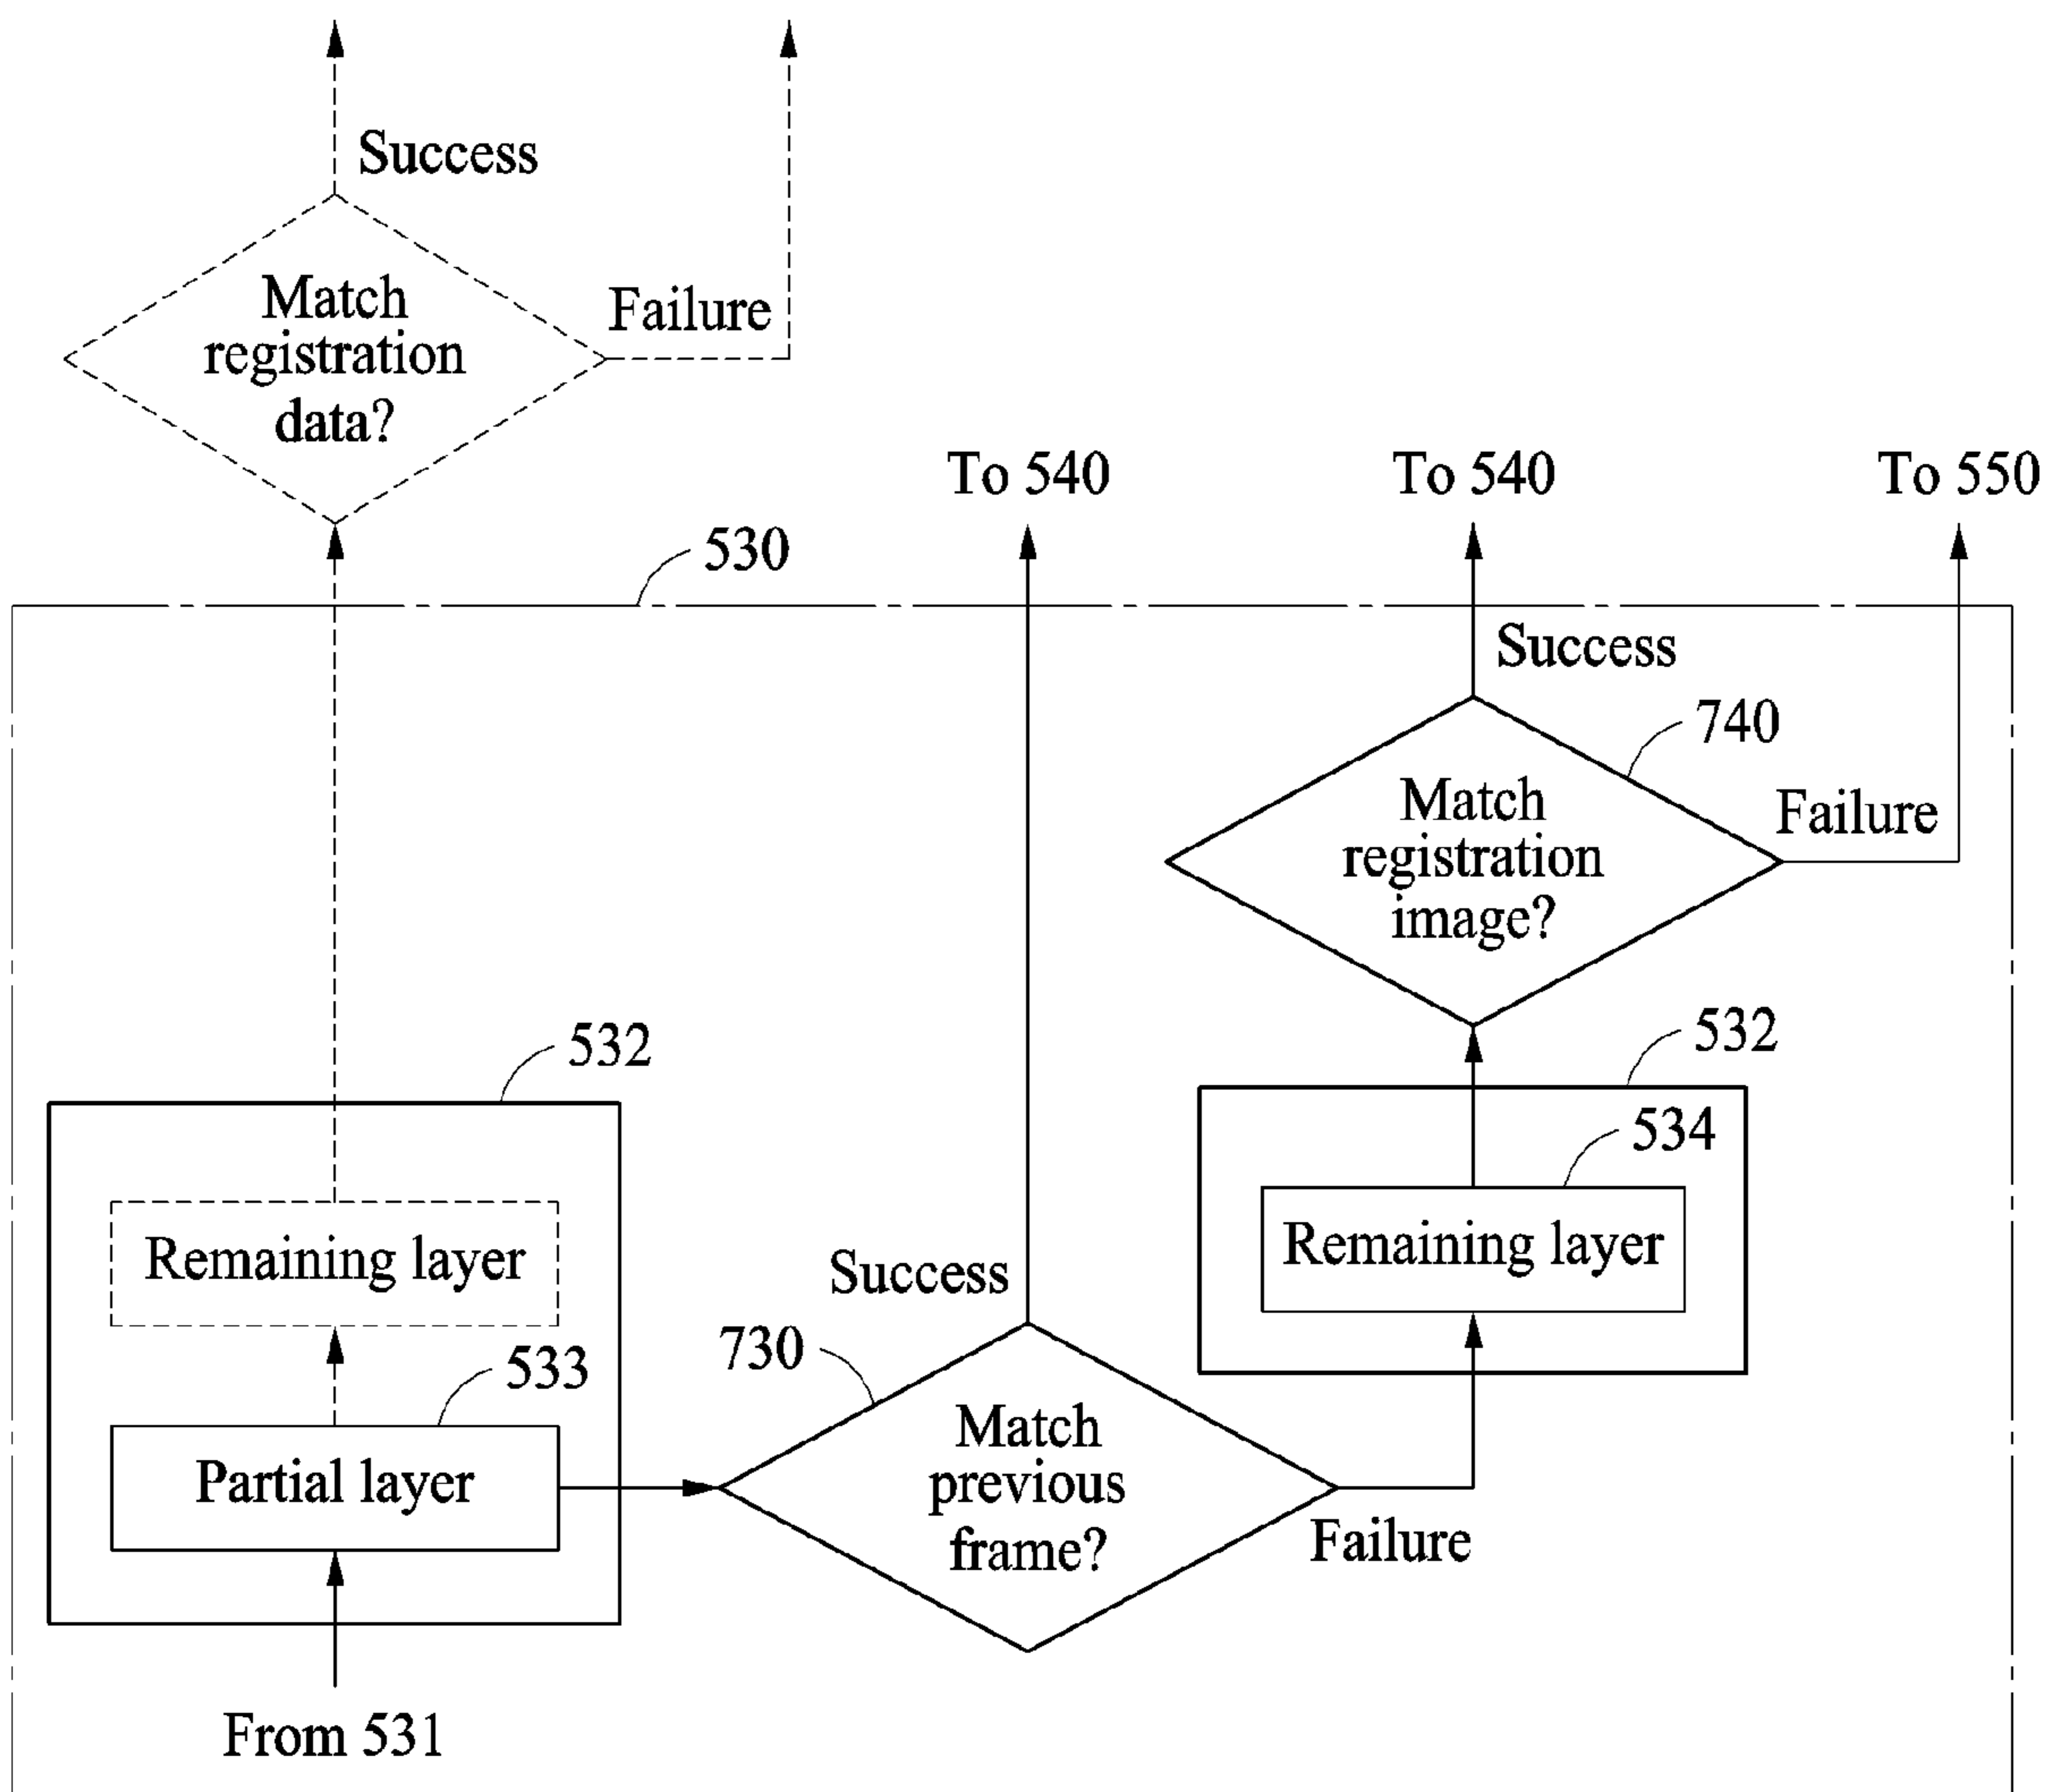 Success
Match
registration
data?
Failure
To 540
To 540
To 550
530
Success
740
Match
registration
image?
Failure
532
532
534
Remaining layer
Remaining layer
Success
730
533
Match
previous
frame?
Partial layer
Failure
From 531